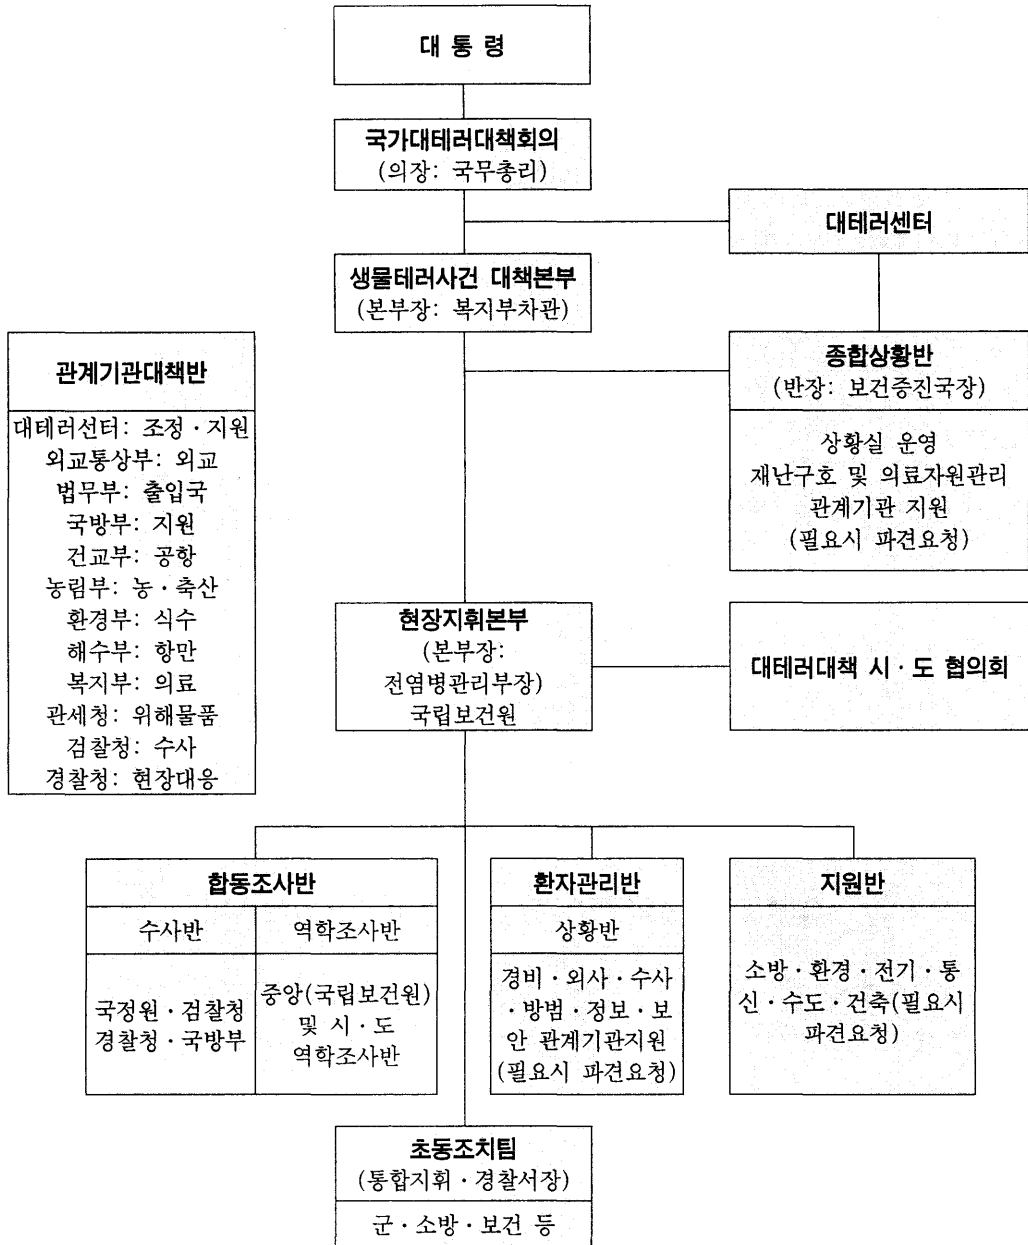 대 통 령
국가대테러대책회의
(의장: 국무총리)
대테러센터
생물테러사건 대책본부
(본부장: 복지부차관)
관계기관대책반
대테러선터: 조정 · 지원
외교통상부: 외교
법무부: 출입국
국방부: 지원
건교부: 공항
농림부: 농 · 축산
환경부: 식수
해수부: 항만
복지부: 의료
관세청: 위해물품
검찰청: 수사
경찰청: 현장대응
종합상황반
(반장: 보건증진국장)
상황실 운영
재난구호 및 의료자원관리
관계기관 지원
(필요시 파견요청)
현장지휘본부
(본부장:
전염병관리부장)
국립보건원
대테러대책 시 · 도 협의회
합동조사반
수사반
역학조사반
국정원 · 검찰청
경찰청 · 국방부
중앙(국립보건원)
및 시 · 도
역학조사반
환자관리반
상황반
경비 · 외사 · 수사
· 방범 · 정보 · 보
안 관계기관지원
(필요시 파견요청)
지원반
소방 · 환경 · 전기 · 통
신 · 수도 · 건축(필요시
파견요청)
초동조치팀
(통합지휘 · 경찰서장)
군 · 소방 · 보건 등